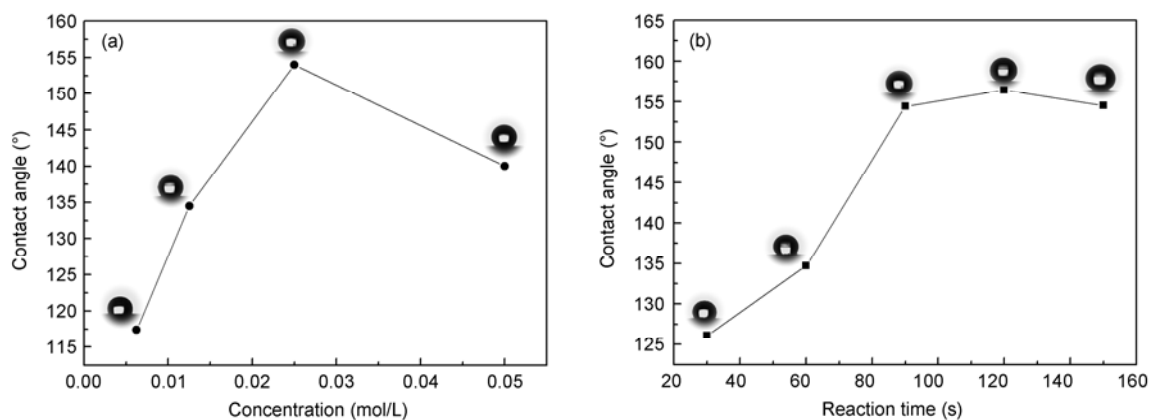 (a)
Contact angle (°)
160
155
150
145
140
135
130
125
120
115
0.00 0.01 0.02 0.03 0.04 0.05
Concentration (mol/L)
(b)
Contact angle (°)
165
160
155
150
145
140
135
130
125
20 40 60 80 100 120 140 160
Reaction time (s)